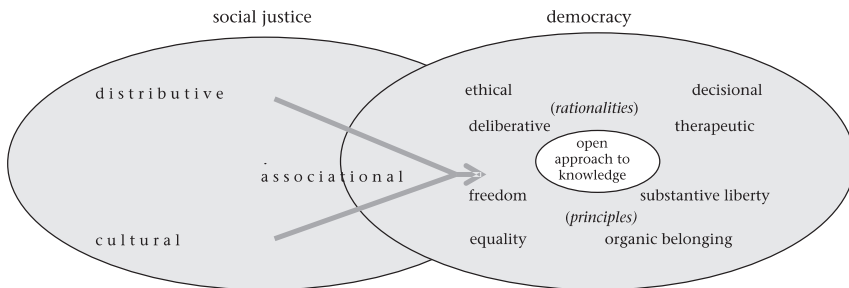 social justice
democracy
distributive
associational
cultural
ethical
decisional
(rationalities)
deliberative
therapeutic
open
approach to
knowledge
freedom
substantive liberty
(principles)
equality
organic belonging